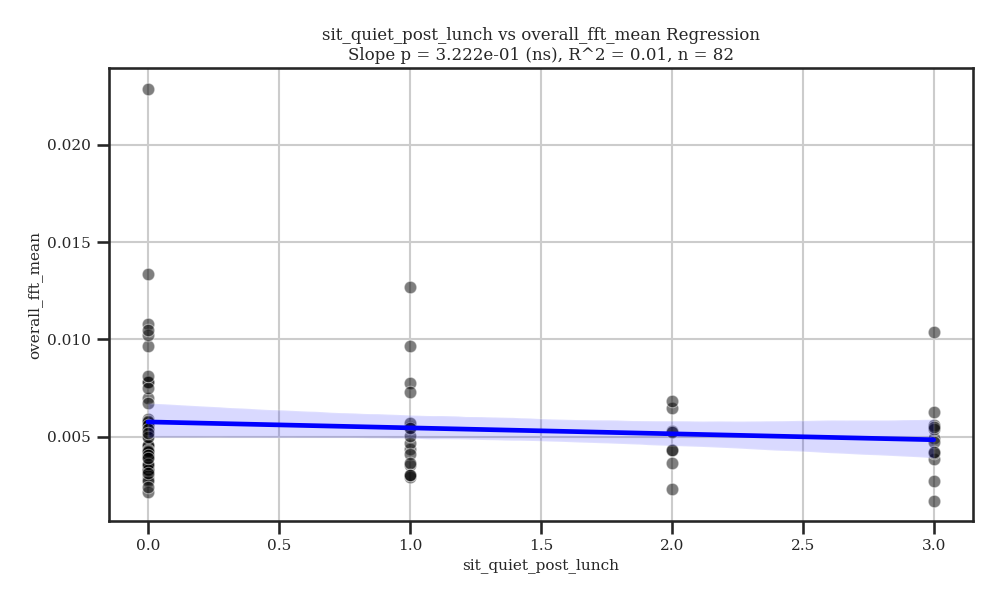 sit_quiet_post_lunch vs overall_fft_mean Regression
Slope p = 3.222e-01 (ns), R^2 = 0.01, n = 82
0.020
0.015
0.010
0.005
overall_fft_mean
0.0
0.5
1.0
1.5
2.0
2.5
3.0
sit_quiet_post_lunch